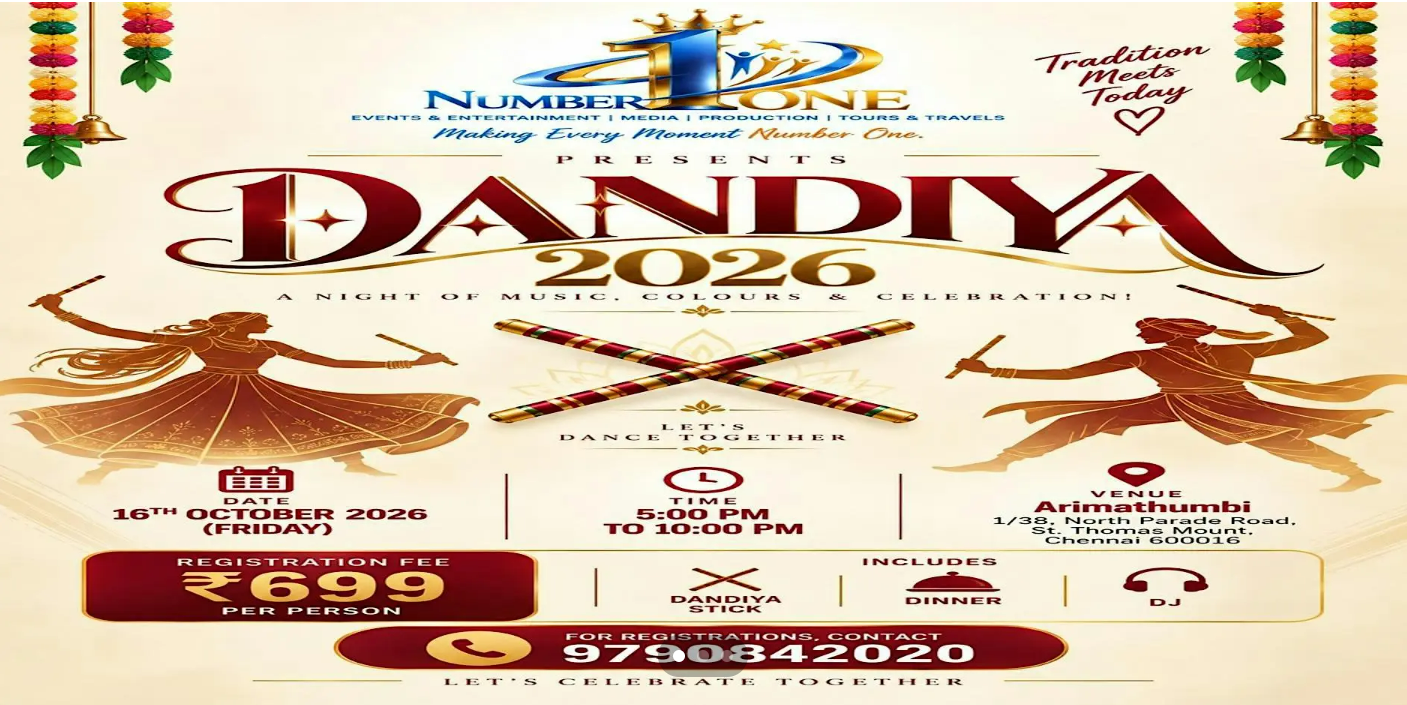 NUMBER 1 ONE
EVENTS & ENTERTAINMENT | MEDIA | PRODUCTION | TOURS & TRAVELS
Making Every Moment Number One.
Tradition
Meets
Today
PRESENTS
DANDIYA
2026
A NIGHT OF MUSIC, COLOURS & CELEBRATION!
LET'S
DANCE TOGETHER
DATE
16TH OCTOBER 2026
(FRIDAY)
TIME
5:00 PM
TO 10:00 PM
VENUE
Arimathumbi
1/38, North Parade Road,
St. Thomas Mount,
Chennai 600016
REGISTRATION FEE
₹699
PER PERSON
INCLUDES
DANDIYA
STICK
DINNER
DJ
FOR REGISTRATIONS, CONTACT
9790842020
LET'S CELEBRATE TOGETHER